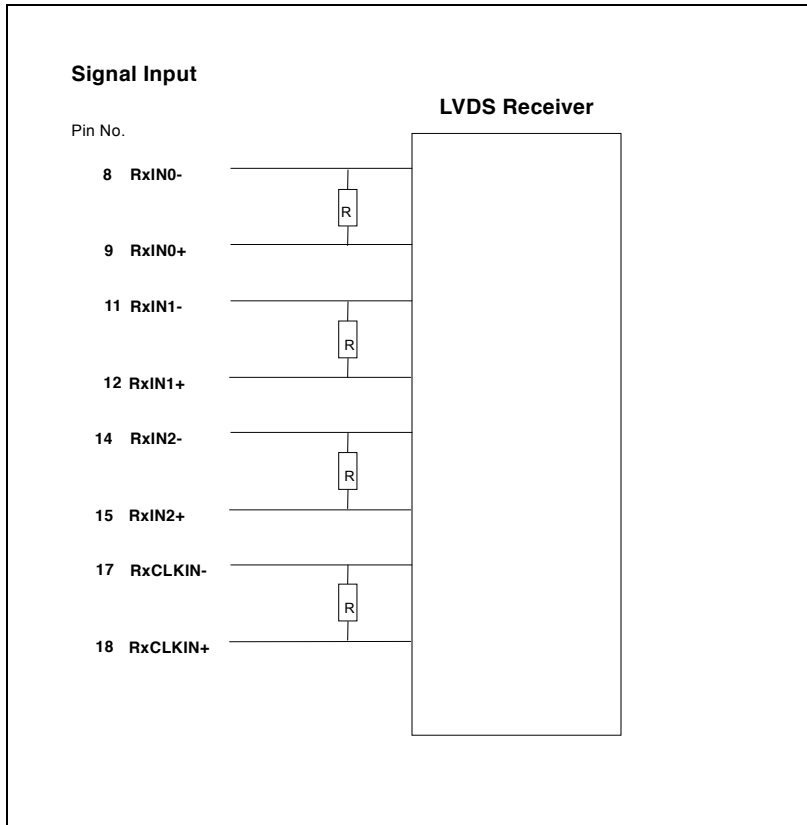 Signal Input
LVDS Receiver
Pin No.
8 RxIN0-
R
9 RxIN0+
11 RxIN1-
R
12 RxIN1+
14 RxIN2-
R
15 RxIN2+
17 RxCLKIN-
R
18 RxCLKIN+